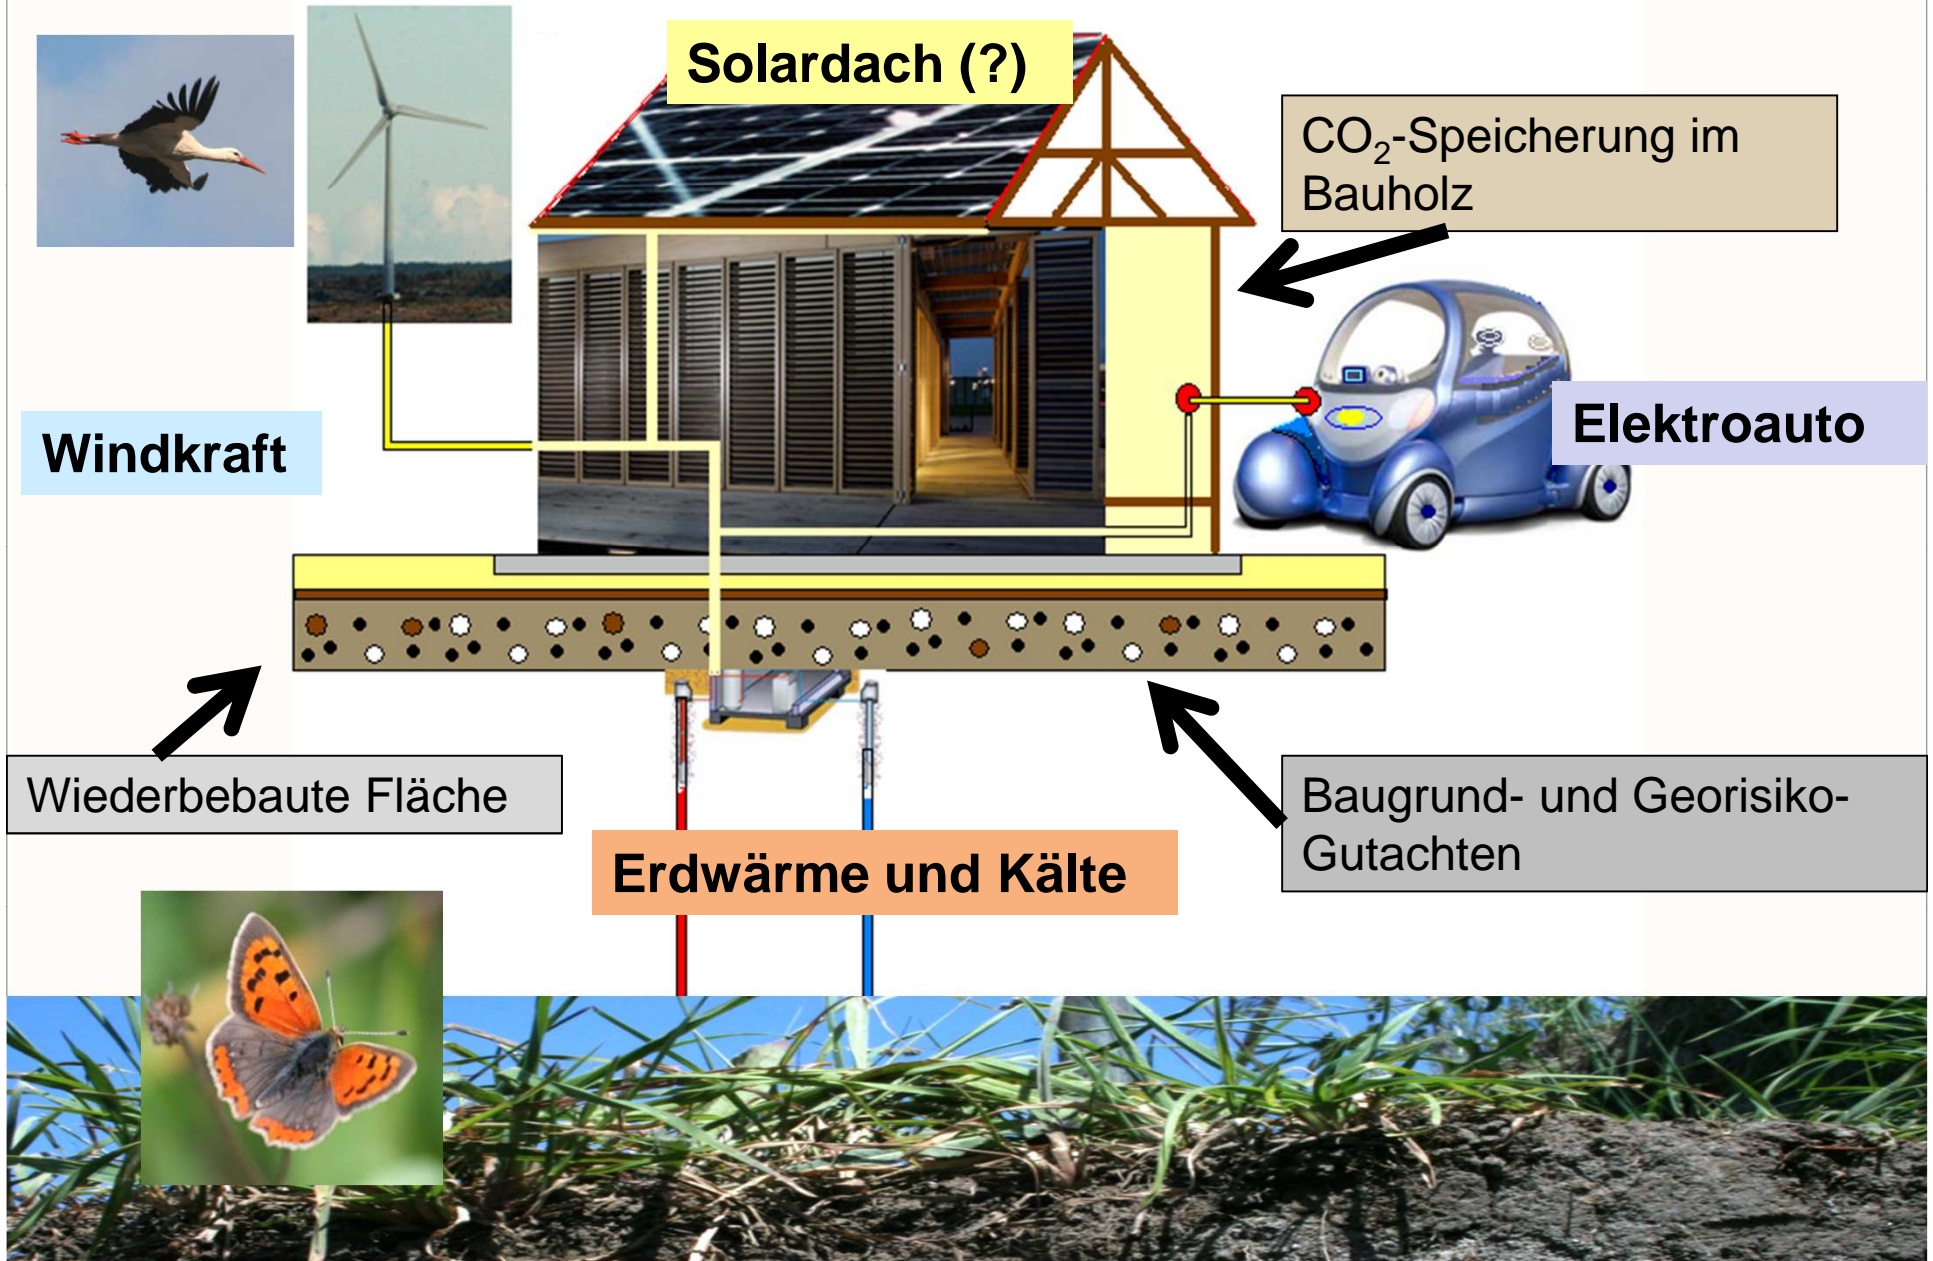 Solardach (?)
CO₂-Speicherung im
Bauholz
Windkraft
Elektroauto
Wiederbebaute Fläche
Baugrund- und Georisiko-
Gutachten
Erdwärme und Kälte